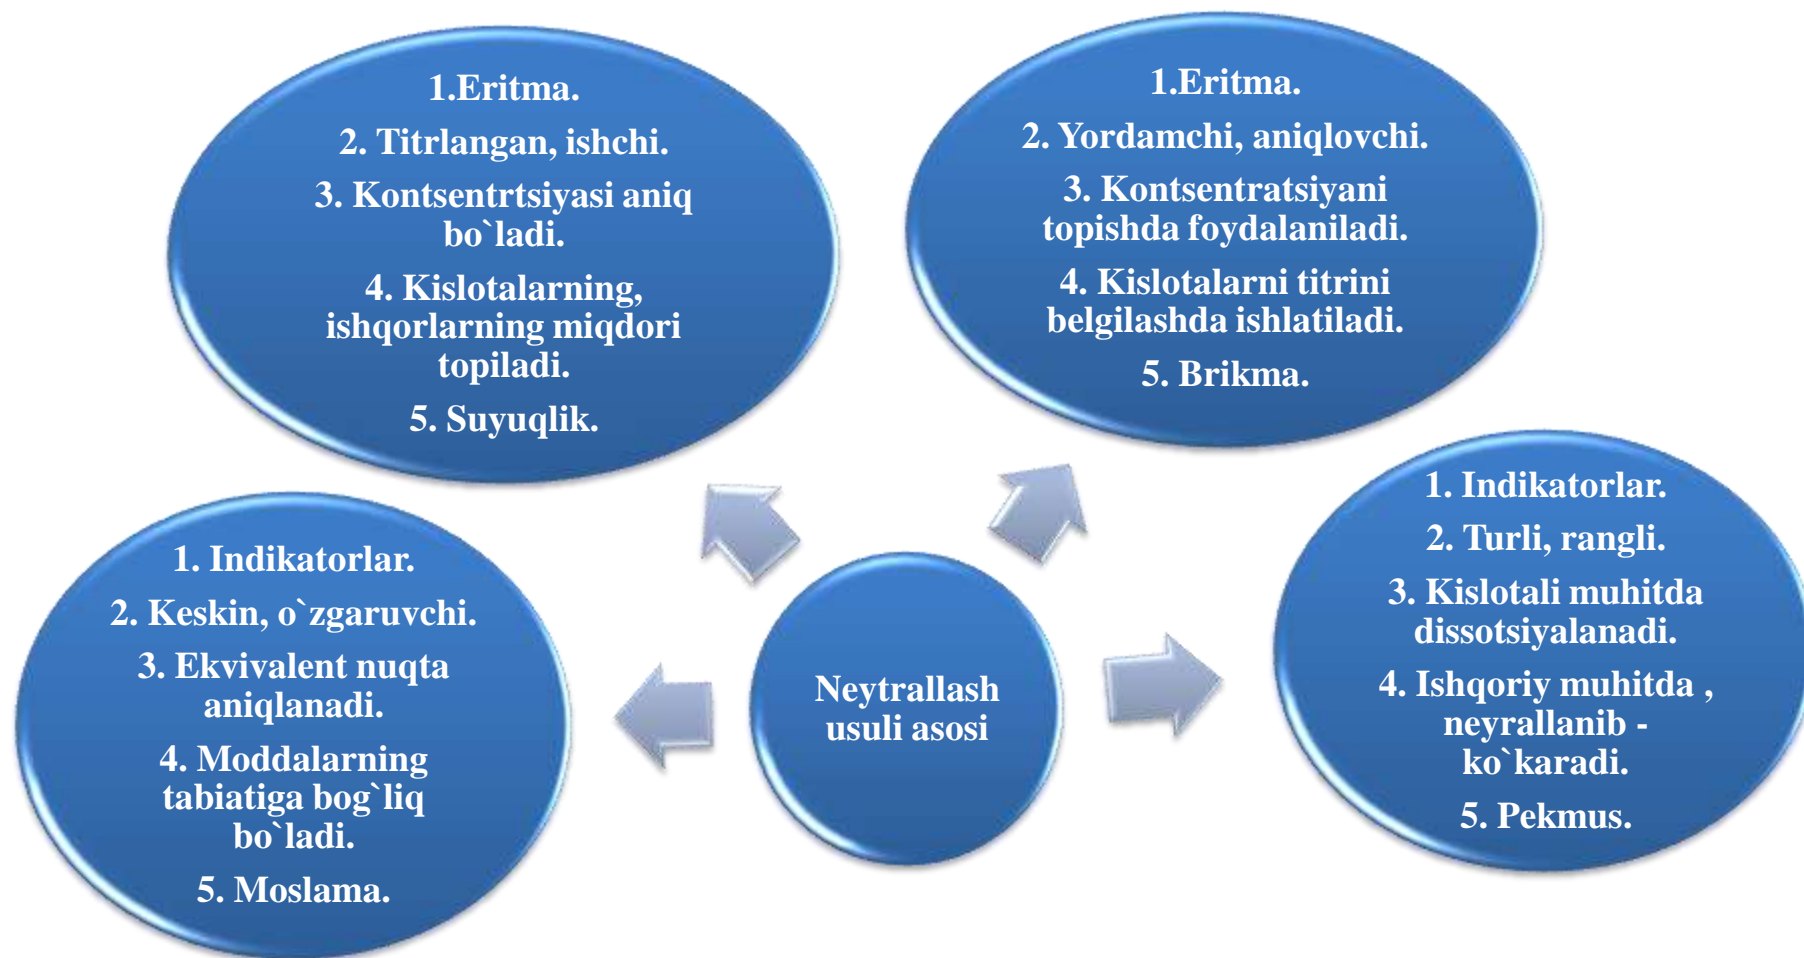 1.Eritma.
2. Titrlangan, ishchi.
3. Kontsentrtsiyasi aniq
bo`ladi.
4. Kislotalarning,
ishqorlarning miqdori
topiladi.
5. Suyuqlik.
1.Eritma.
2. Yordamchi, aniqlovchi.
3. Kontsentratsiyani
topishda foydalaniladi.
4. Kislotalarni titrini
belgilashda ishlatiladi.
5. Brikma.
1. Indikatorlar.
2. Keskin, o`zgaruvchi.
3. Ekvivalent nuqta
aniqlanadi.
4. Moddalarning
tabiatiga bog`liq
bo`ladi.
5. Moslama.
Neytrallash
usuli asosi
1. Indikatorlar.
2. Turli, rangli.
3. Kislotali muhitda
dissotsiyalanadi.
4. Ishqoriy muhitda ,
neyrallanib -
ko`karadi.
5. Pekmus.